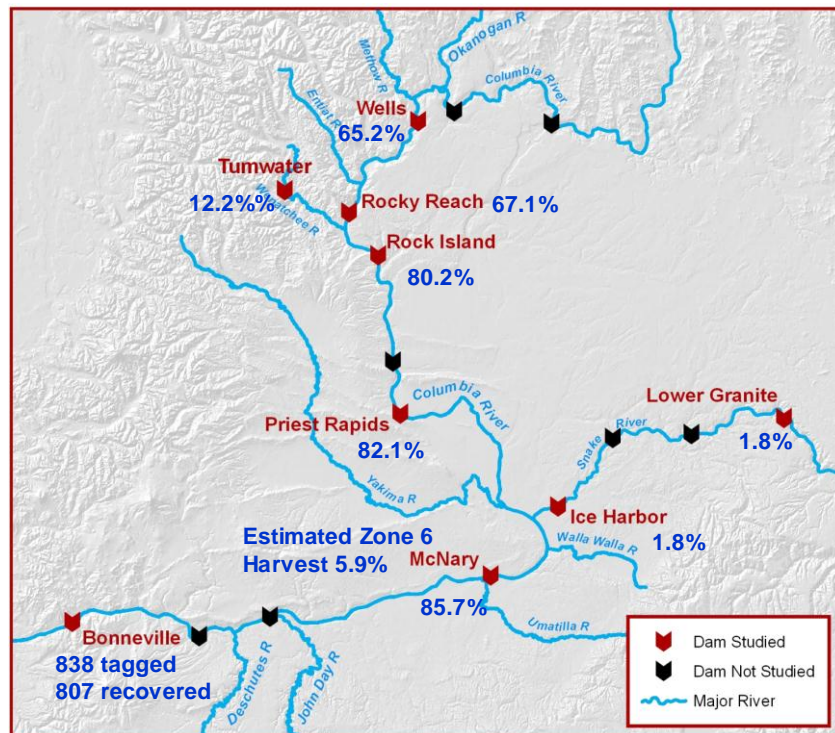 Methow R
Okanogan R
Columbia River
Wells
65.2%
Entiat R
Tumwater
12.2%%
Wenatchee R
Rocky Reach 67.1%
Rock Island
80.2%
Columbia River
Priest Rapids
82.1%
Lower Granite
1.8%
Snake River
Yakima R
Ice Harbor
1.8%
Walla Walla R
Estimated Zone 6
Harvest 5.9%
McNary
85.7%
Umatilla R
Bonneville
838 tagged
807 recovered
Deschutes R
John Day R
Dam Studied
Dam Not Studied
Major River